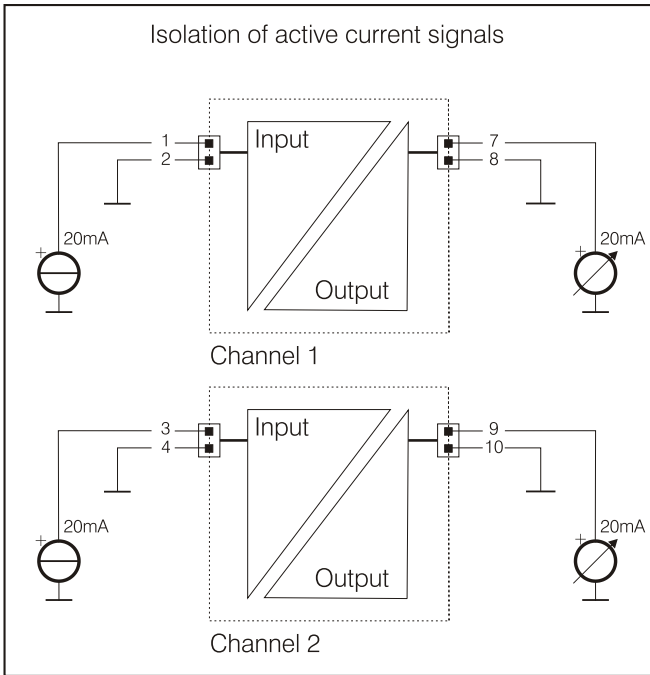 Isolation of active current signals
1
2
Input
7
8
+
20mA
+
20mA
Output
Channel 1
3
4
Input
9
10
+
20mA
+
20mA
Output
Channel 2